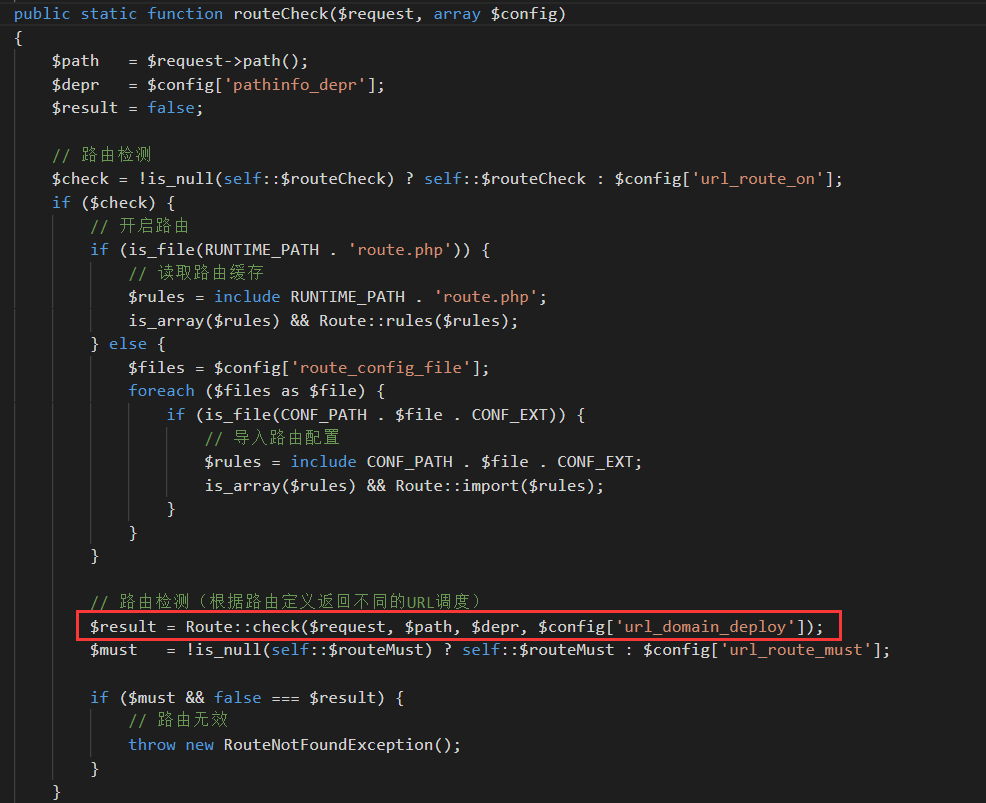 public static function routeCheck($request, array $config)
{
    $path   = $request->path();
    $depr   = $config['pathinfo_depr'];
    $result = false;

    // 路由检测
    $check = !is_null(self::$routeCheck) ? self::$routeCheck : $config['url_route_on'];
    if ($check) {
        // 开启路由
        if (is_file(RUNTIME_PATH . 'route.php')) {
            // 读取路由缓存
            $rules = include RUNTIME_PATH . 'route.php';
            is_array($rules) && Route::rules($rules);
        } else {
            $files = $config['route_config_file'];
            foreach ($files as $file) {
                if (is_file(CONF_PATH . $file . CONF_EXT)) {
                    // 导入路由配置
                    $rules = include CONF_PATH . $file . CONF_EXT;
                    is_array($rules) && Route::import($rules);
                }
            }
        }

        // 路由检测（根据路由定义返回不同的URL调度）
        $result = Route::check($request, $path, $depr, $config['url_domain_deploy']);
        $must   = !is_null(self::$routeMust) ? self::$routeMust : $config['url_route_must'];

        if ($must && false === $result) {
            // 路由无效
            throw new RouteNotFoundException();
        }
    }